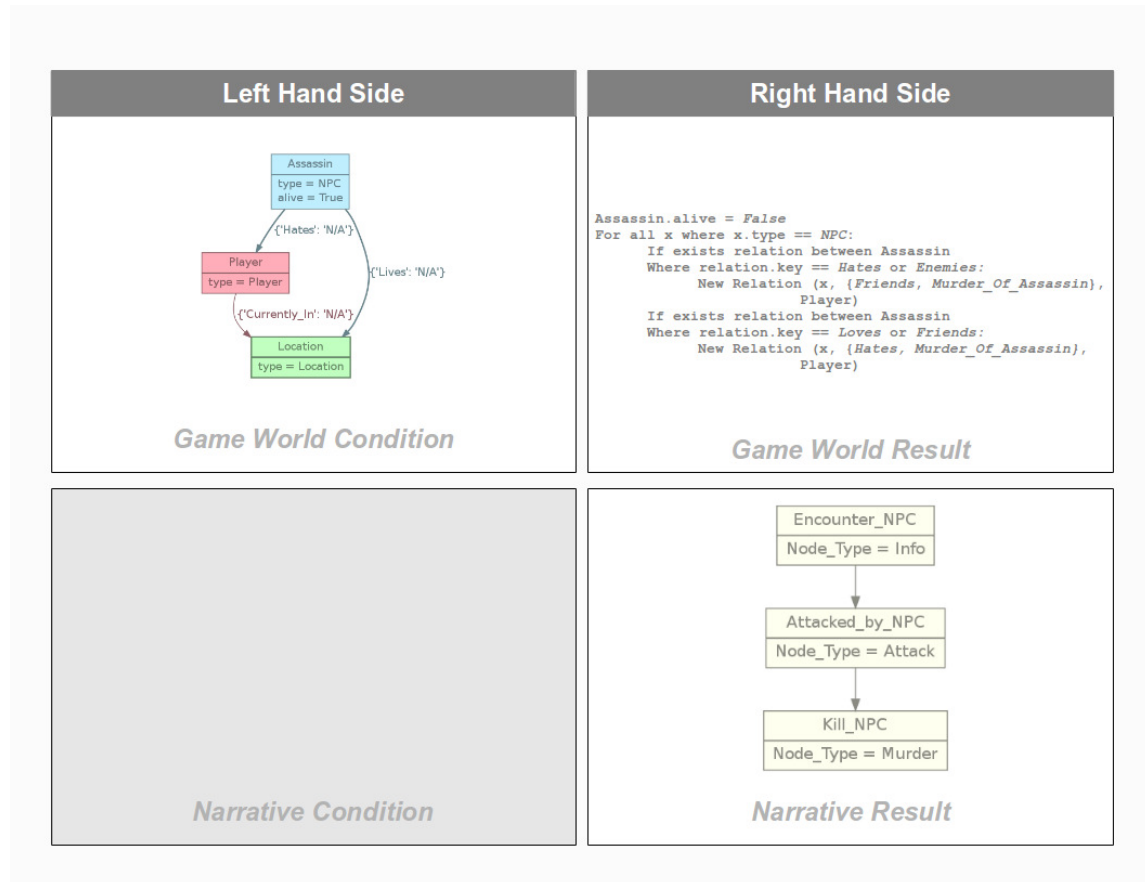 Left Hand Side
Right Hand Side
Assassin
type = NPC
alive = True
{'Hates': 'N/A'}
Player
type = Player
{'Lives': 'N/A'}
{'Currently_In': 'N/A'}
Location
type = Location
Game World Condition
Assassin.alive = False
For all x where x.type == NPC:
If exists relation between Assassin
Where relation.key == Hates or Enemies:
New Relation (x, {Friends, Murder_Of_Assassin},
Player)
If exists relation between Assassin
Where relation.key == Loves or Friends:
New Relation (x, {Hates, Murder_Of_Assassin},
Player)
Game World Result
Narrative Condition
Encounter_NPC
Node_Type = Info
Attacked_by_NPC
Node_Type = Attack
Kill_NPC
Node_Type = Murder
Narrative Result